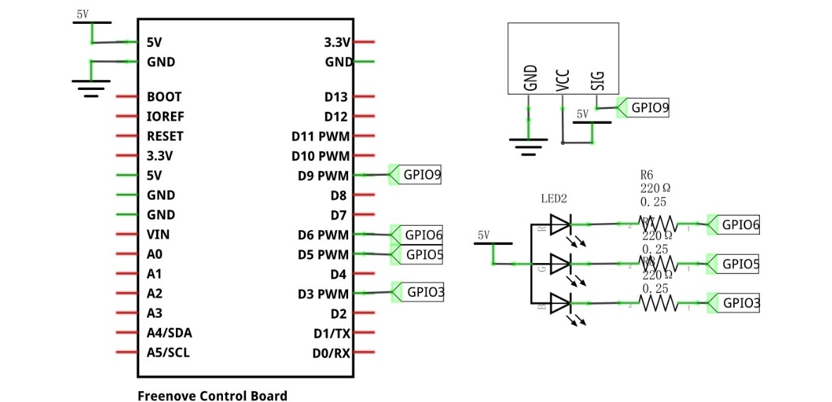 5V
5V
GND
BOOT
IOREF
RESET
3.3V
5V
GND
GND
VIN
A0
A1
A2
A3
A4/SDA
A5/SCL
3.3V
GND
D13
D12
D11 PWM
D10 PWM
D9 PWM
D8
D7
D6 PWM
D5 PWM
D4
D3 PWM
D2
D1/TX
D0/RX
GPIO9
GPIO6
GPIO5
GPIO3
Freenove Control Board
GND
VCC
SIG
GPIO9
5V
LED2
5V
R
G
R6
220 Ω
0. 25
220 Ω
0. 25
220 Ω
0. 25
GPIO6
GPIO5
GPIO3